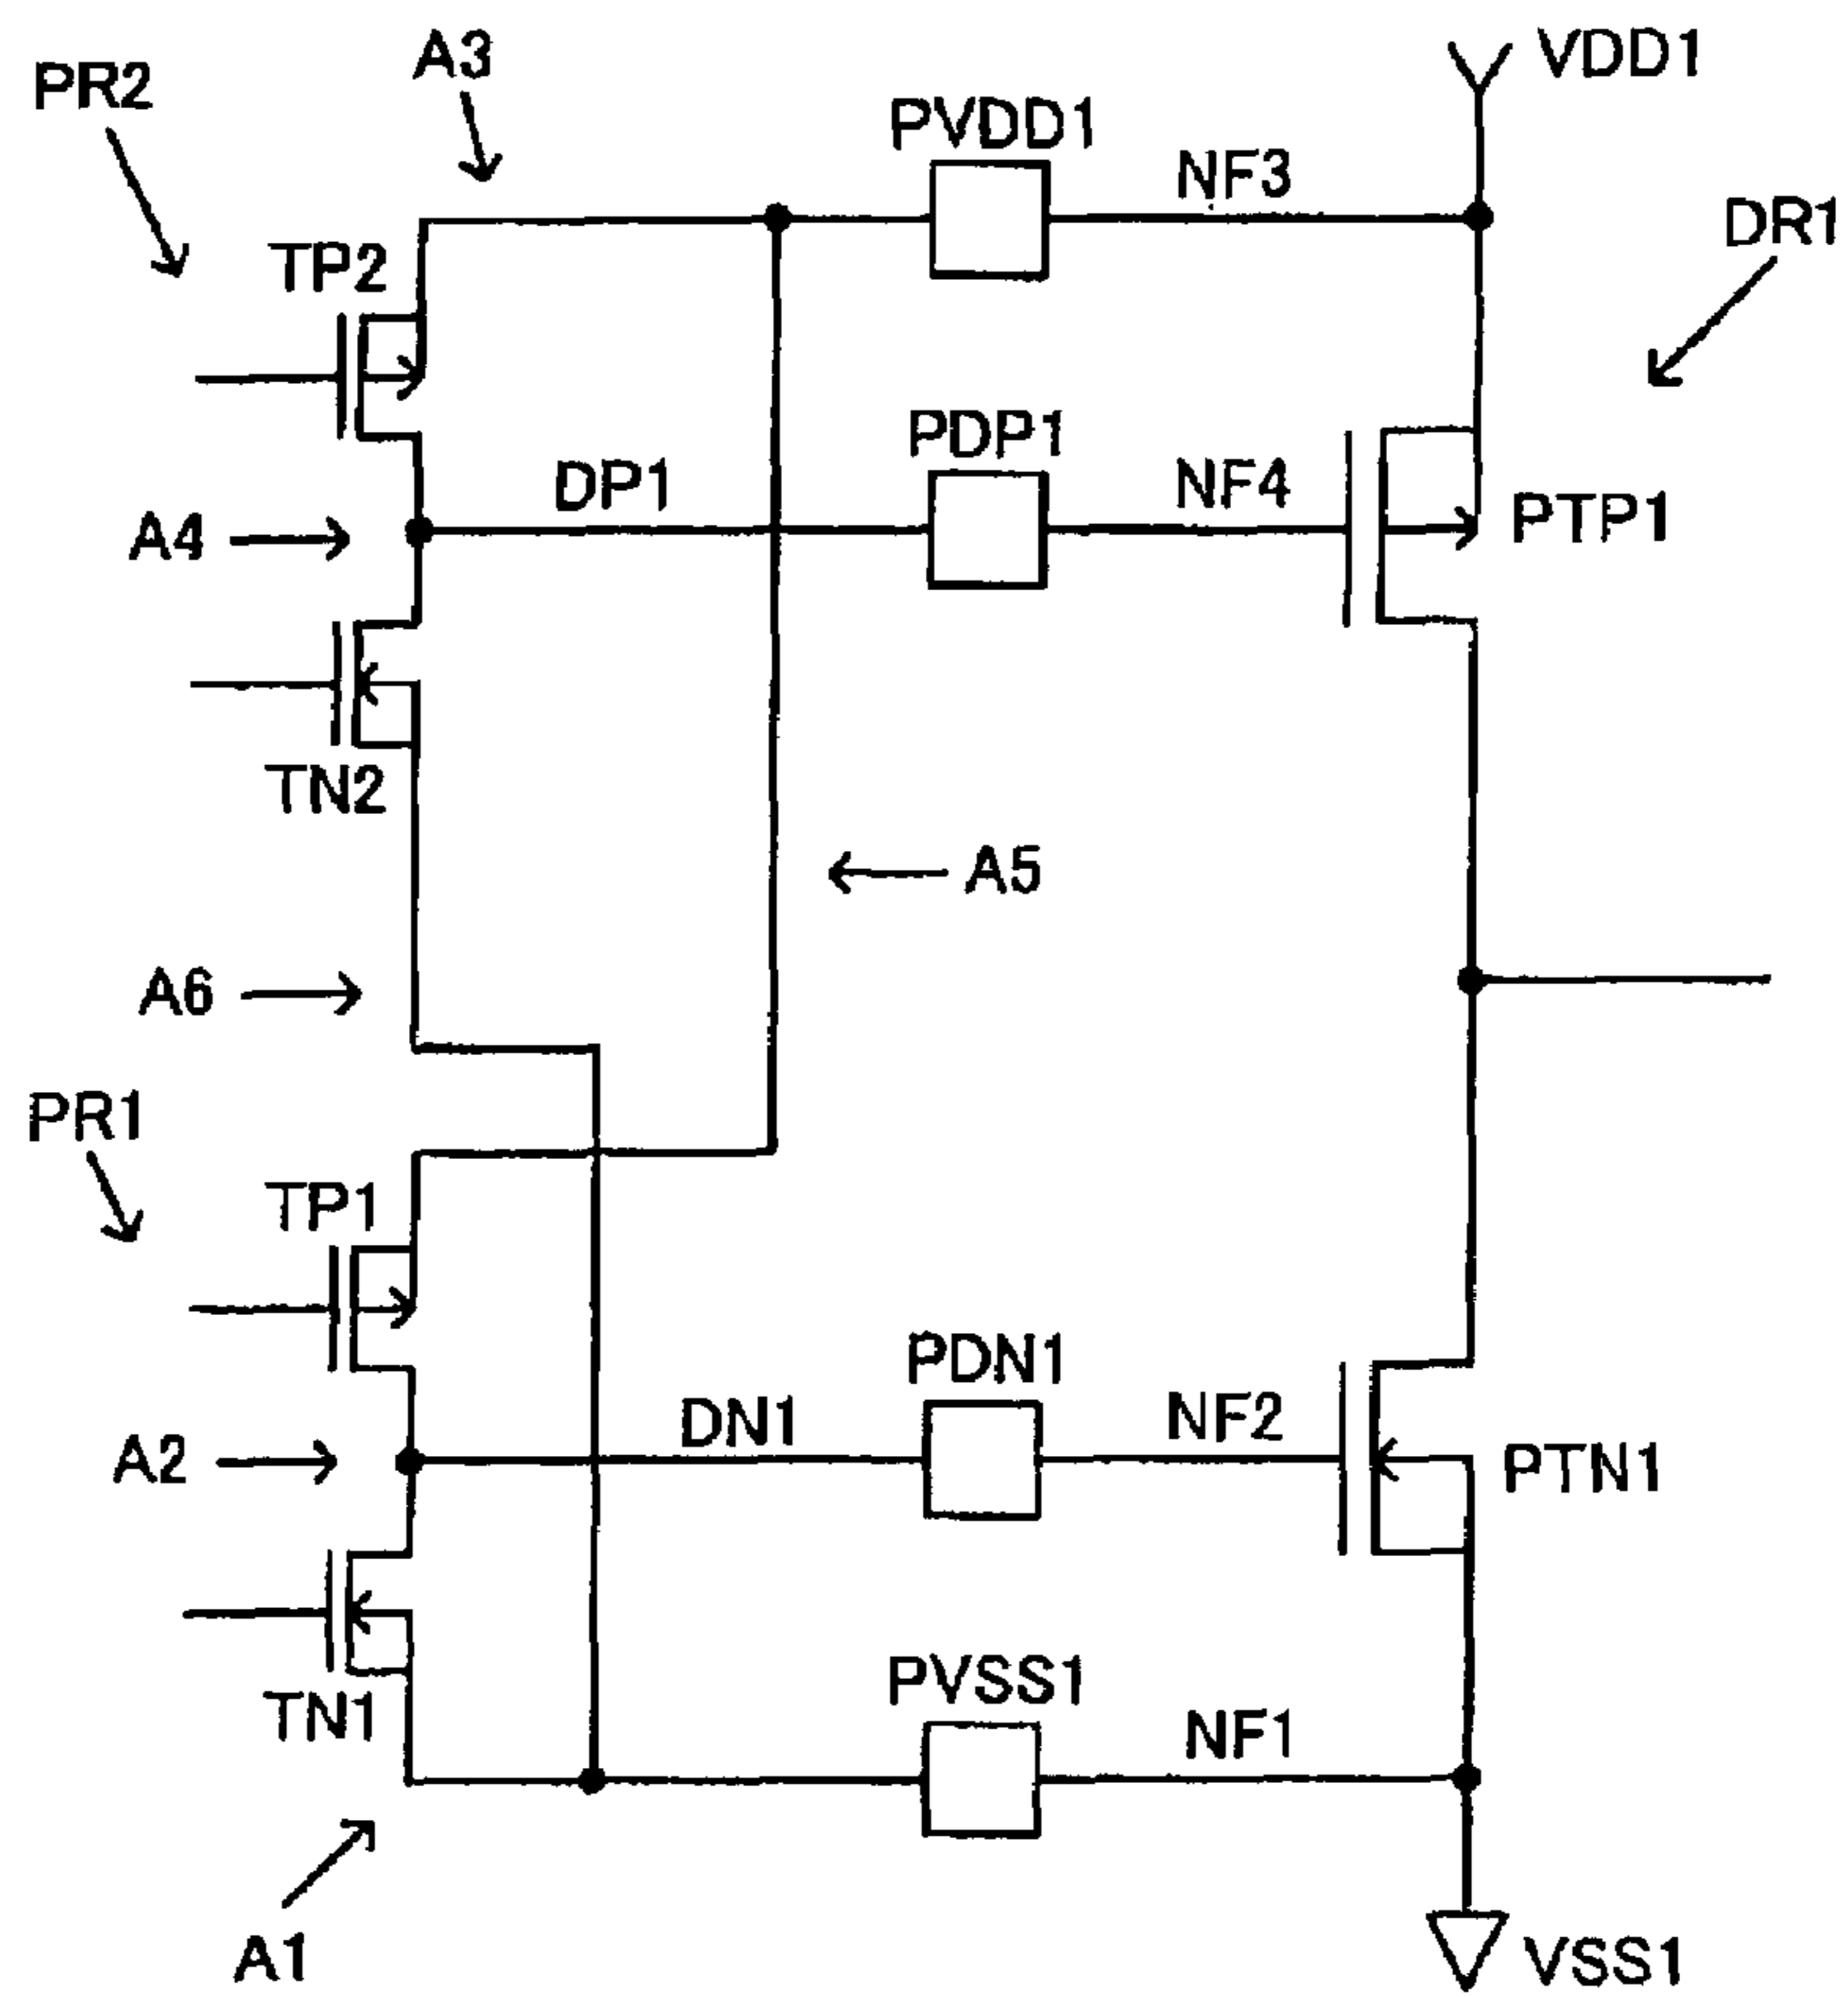 A3
VDD1
PR2
PVDD1
NF3
DR1
TP2
PDP1
DP1
NF4
PTP1
A4
TN2
A5
A6
PR1
TP1
PDN1
DN1
NF2
A2
PTN1
PVSS1
TN1
NF1
A1
VSS1